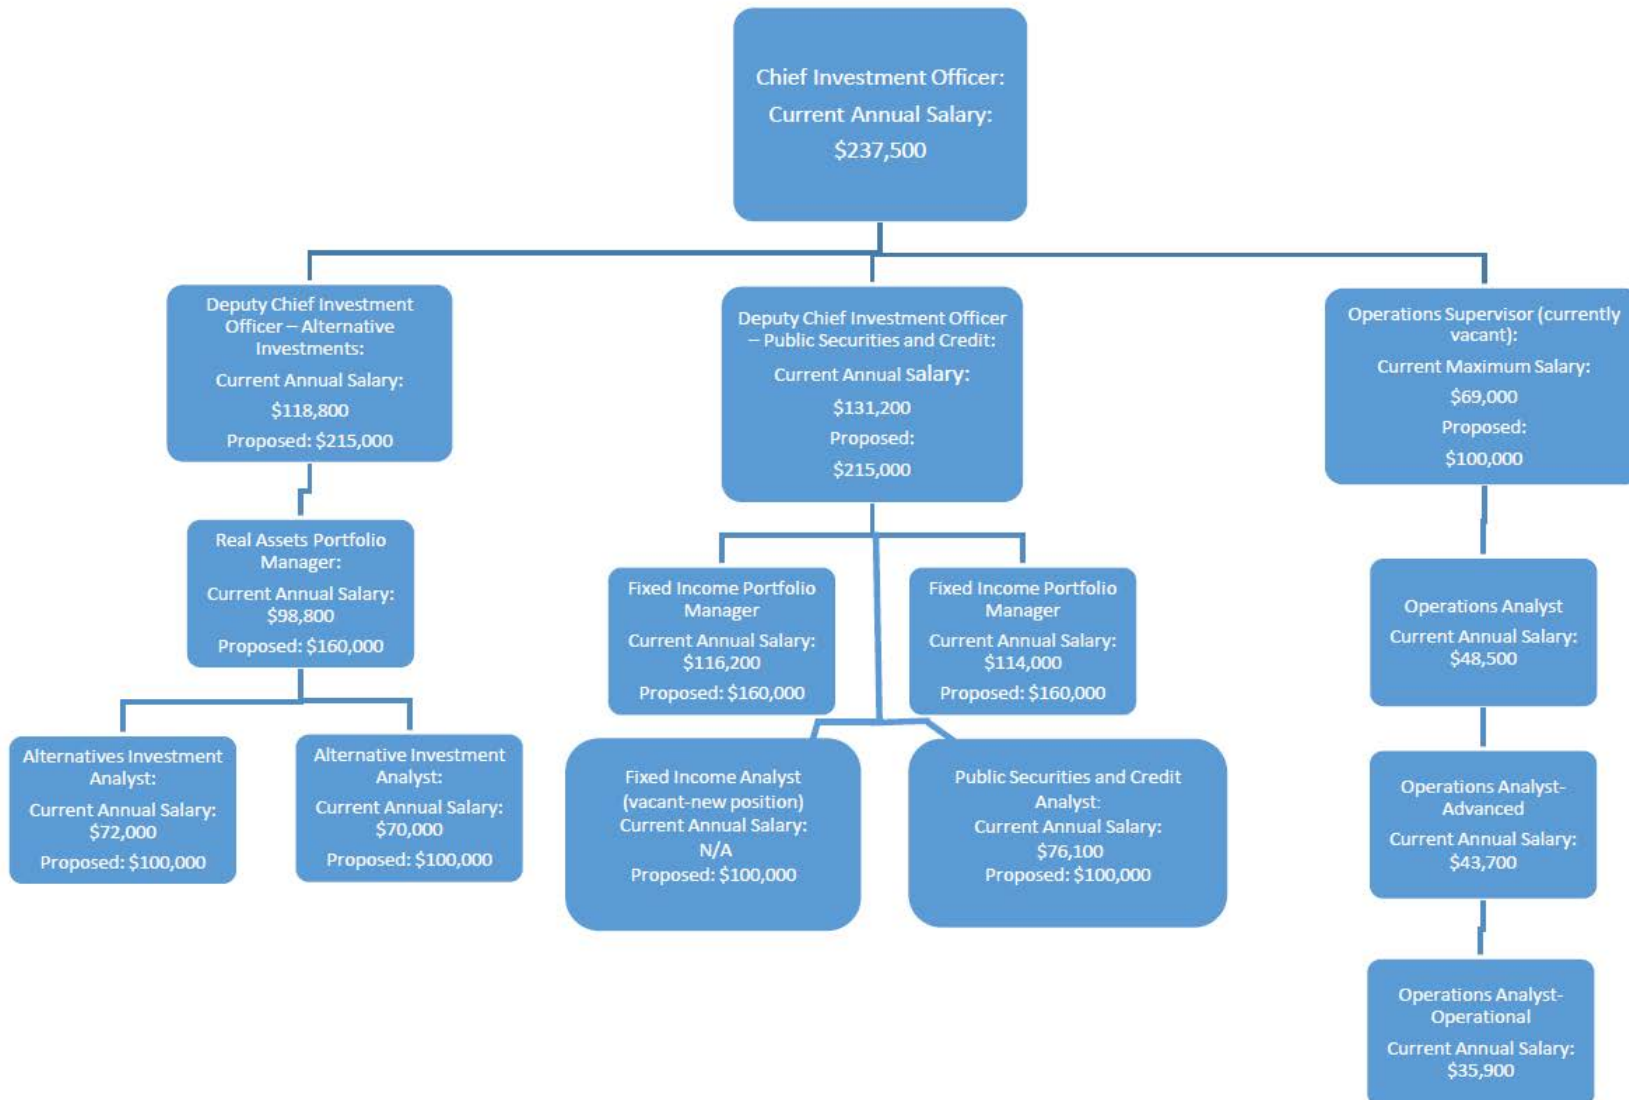 Chief Investment Officer:
Current Annual Salary:
$237,500
Deputy Chief Investment
Officer – Alternative
Investments:
Current Annual Salary:
$118,800
Proposed: $215,000
Deputy Chief Investment Officer
– Public Securities and Credit:
Current Annual Salary:
$131,200
Proposed:
$215,000
Operations Supervisor (currently
vacant):
Current Maximum Salary:
$69,000
Proposed:
$100,000
Real Assets Portfolio
Manager:
Current Annual Salary:
$98,800
Proposed: $160,000
Fixed Income Portfolio
Manager
Current Annual Salary:
$116,200
Proposed: $160,000
Fixed Income Portfolio
Manager
Current Annual Salary:
$114,000
Proposed: $160,000
Operations Analyst
Current Annual Salary:
$48,500
Alternatives Investment
Analyst:
Current Annual Salary:
$72,000
Proposed: $100,000
Alternative Investment
Analyst:
Current Annual Salary:
$70,000
Proposed: $100,000
Fixed Income Analyst
(vacant-new position)
Current Annual Salary:
N/A
Proposed: $100,000
Public Securities and Credit
Analyst:
Current Annual Salary:
$76,100
Proposed: $100,000
Operations Analyst-
Advanced
Current Annual Salary:
$43,700
Operations Analyst-
Operational
Current Annual Salary:
$35,900